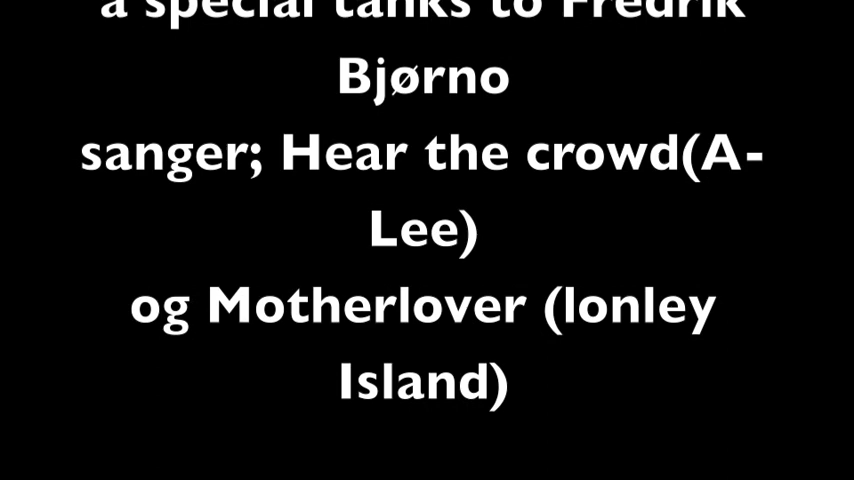 a special tanks to Fredrik
Bjørno
sanger; Hear the crowd(A-
Lee)
og Motherlover (lonley
Island)